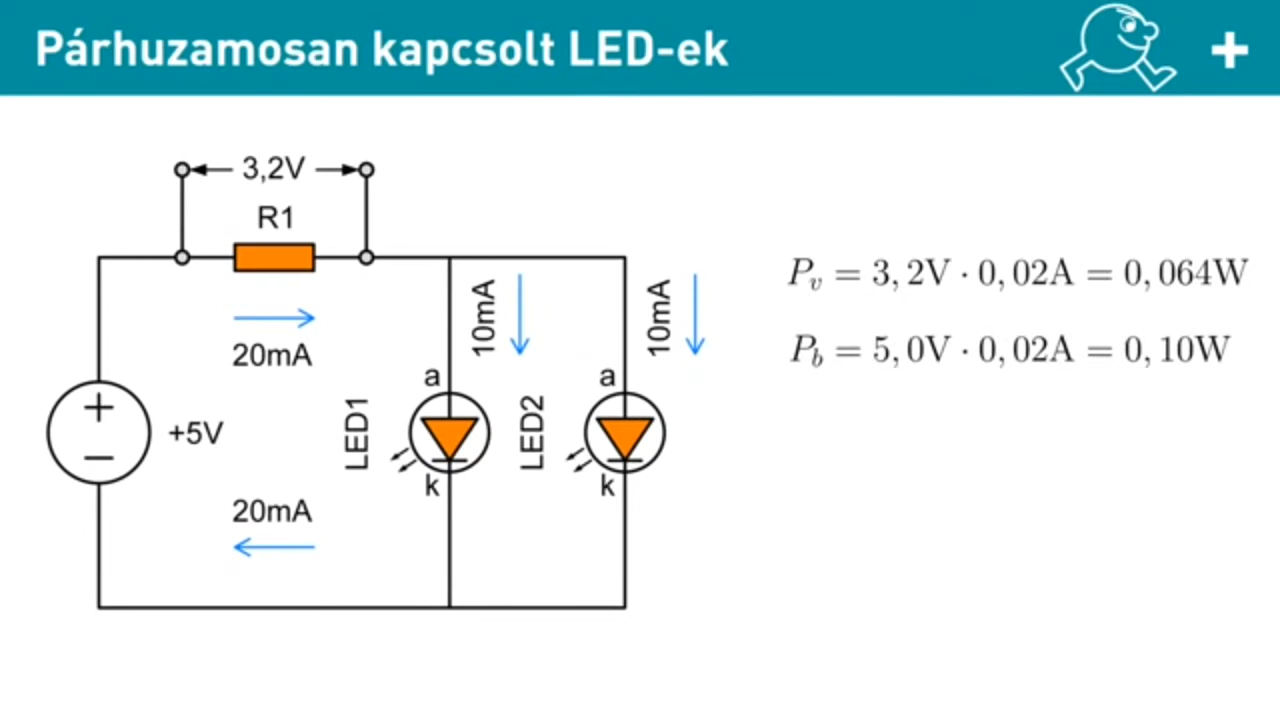 Párhuzamosan kapcsolt LED-ek
+
3,2V
R1
20mA
10mA
10mA
a
a
+
−
+5V
LED1
LED2
k
k
20mA
P_v = 3, 2V · 0, 02A = 0, 064W
P_b = 5, 0V · 0, 02A = 0, 10W